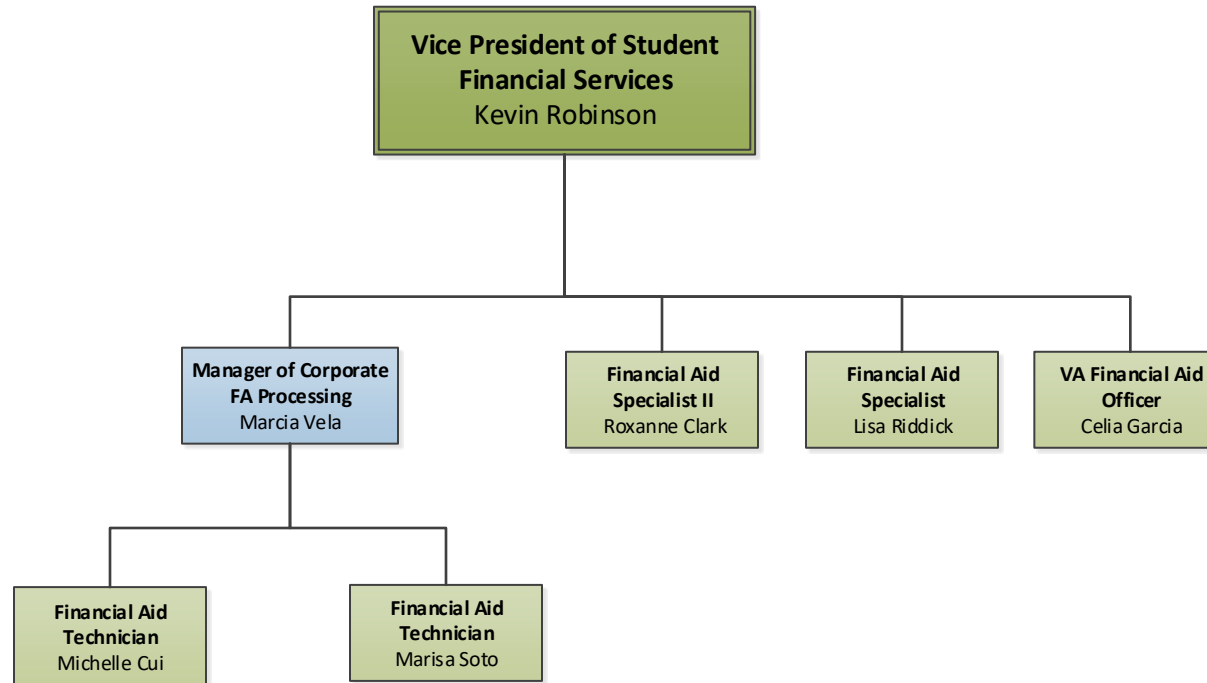 Vice President of Student
Financial Services
Kevin Robinson
Manager of Corporate
FA Processing
Marcia Vela
Financial Aid
Specialist II
Roxanne Clark
Financial Aid
Specialist
Lisa Riddick
VA Financial Aid
Officer
Celia Garcia
Financial Aid
Technician
Michelle Cui
Financial Aid
Technician
Marisa Soto